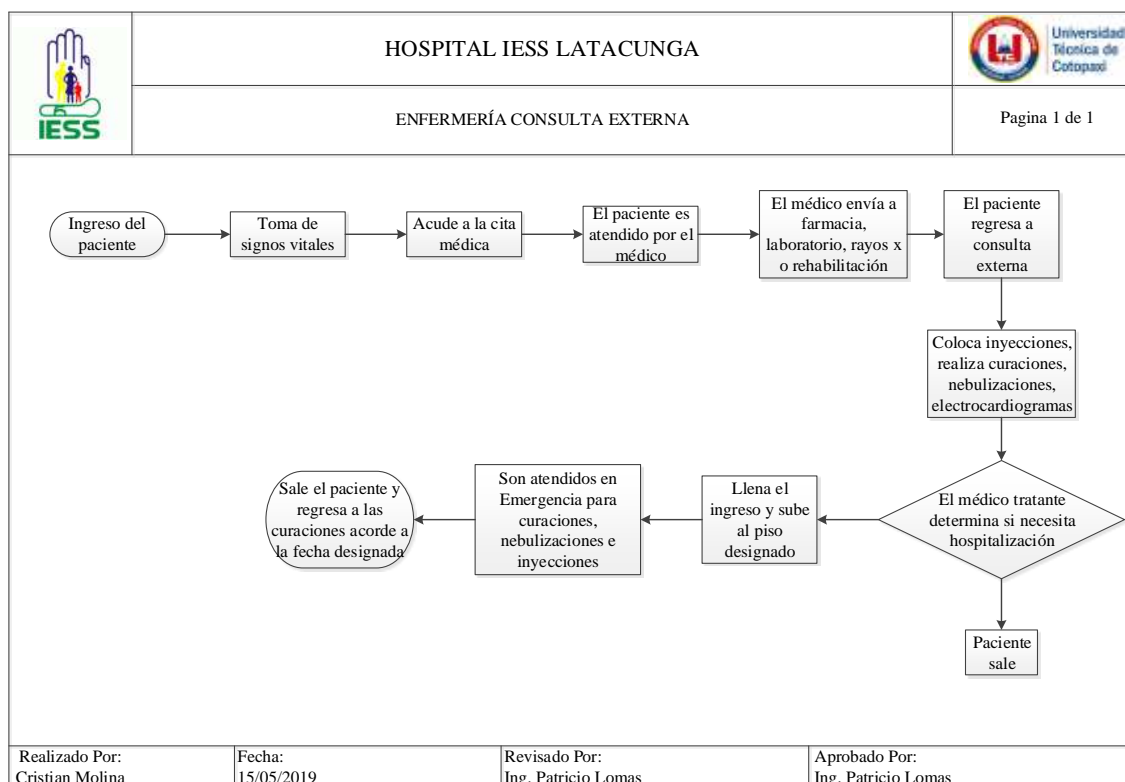 IESS
HOSPITAL IESS LATACUNGA
Universidad
Técnica de
Cotopaxi
ENFERMERÍA CONSULTA EXTERNA
Pagina 1 de 1
Ingreso del
paciente
Toma de
signos vitales
Acude a la cita
médica
El paciente es
atendido por el
médico
El médico envía a
farmacia,
laboratorio, rayos x
o rehabilitación
El paciente
regresa a
consulta
externa
Coloca inyecciones,
realiza curaciones,
nebulizaciones,
electrocardiogramas
El médico tratante
determina si necesita
hospitalización
Llena el
ingreso y sube
al piso
designado
Son atendidos en
Emergencia para
curaciones,
nebulizaciones e
inyecciones
Sale el paciente y
regresa a las
curaciones acorde a
la fecha designada
Paciente
sale
Realizado Por:
Cristian Molina
Fecha:
15/05/2019
Revisado Por:
Ing. Patricio Lomas
Aprobado Por:
Ing. Patricio Lomas